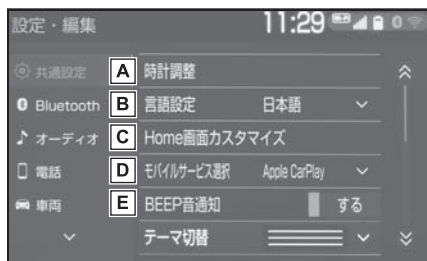 設定・編集 11:29 0
共通設定
A 時計調整
Bluetooth
B 言語設定 日本語
オーディオ
C Home画面カスタマイズ
電話
D モバイルサービス選択 Apple CarPlay
車両
E BEEP音通知 する
テーマ切替